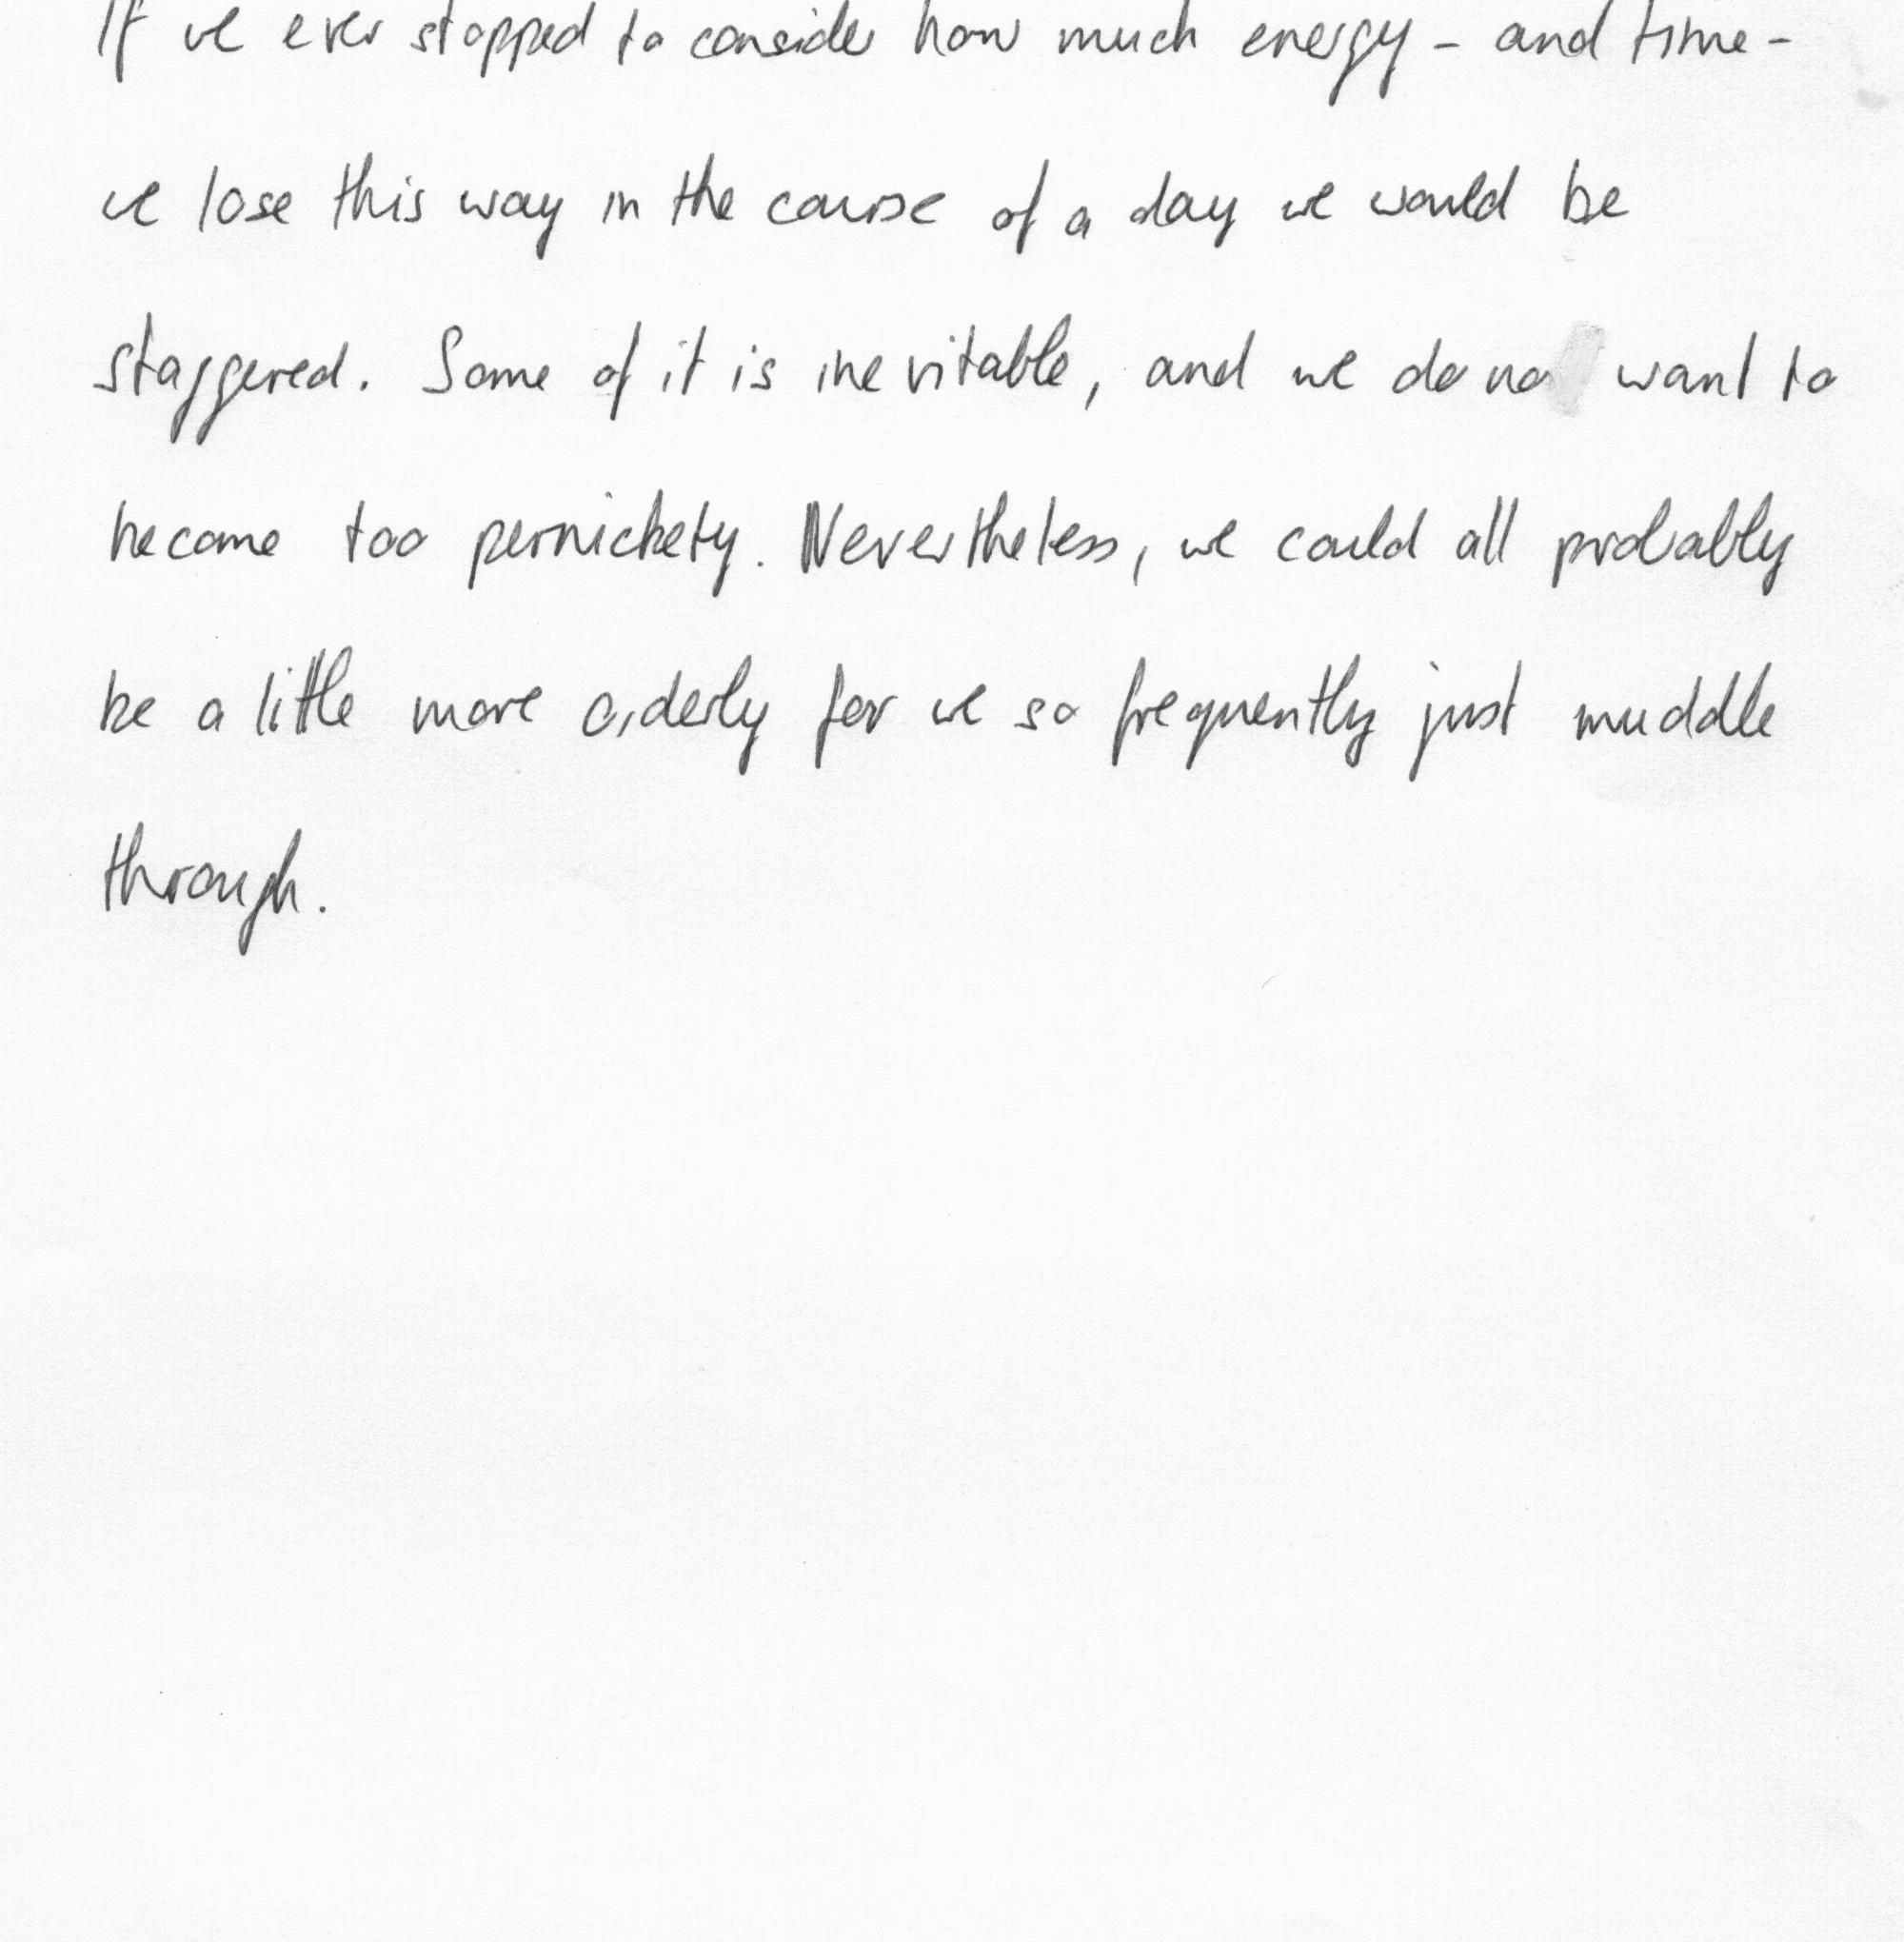 If we ever stopped to consider how much energy - and time -
we lose this way in the course of a day we would be
staggered. Some of it is inevitable, and we do no want to
become too pernickety. Nevertheless, we could all probably
be a little more orderly for we so frequently just muddle
through.